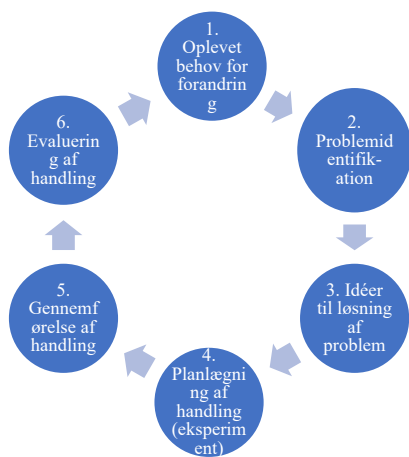 1.
Oplevet
behov for
forandrin
g
2.
Problemid
entifik-
ation
3. Idéer
til løsning
af
problem
4.
Planlægni
ng af
handling
(eksperim
ent)
5.
Gennemf
ørelse af
handling
6.
Evaluerin
g af
handling